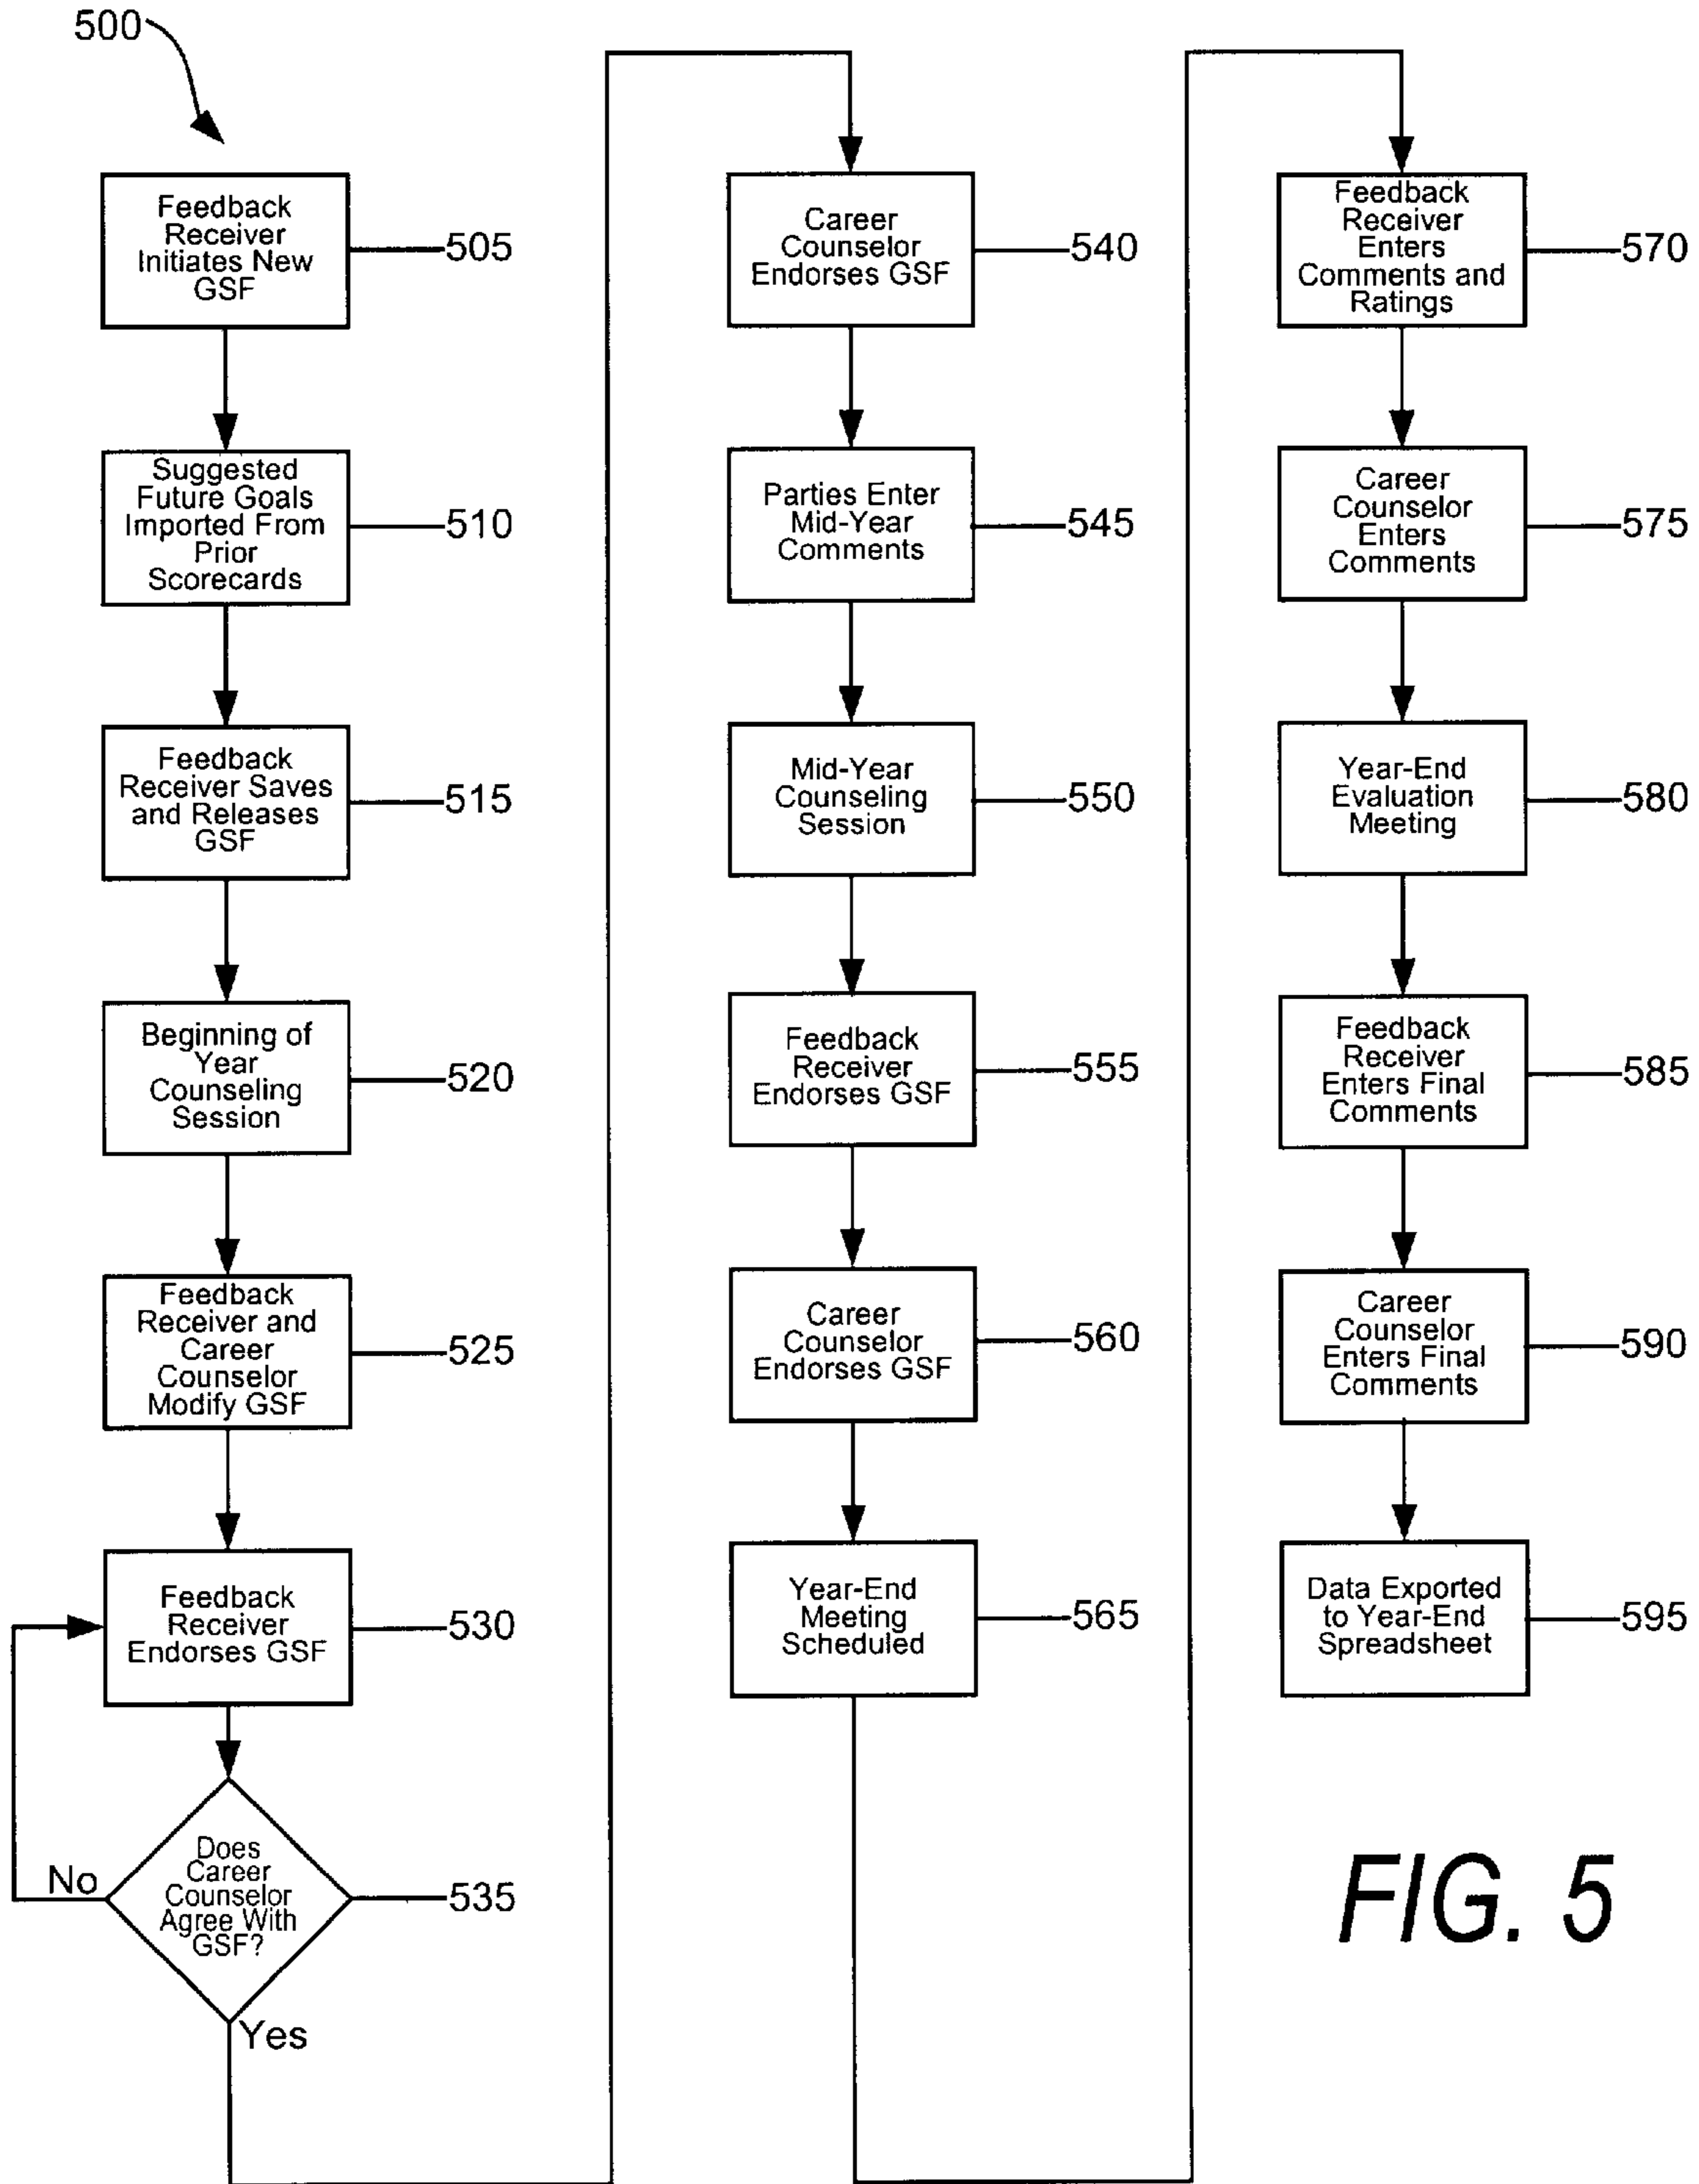 500
Feedback
Receiver
Initiates New
GSF
505
Suggested
Future Goals
Imported From
Prior
Scorecards
510
Feedback
Receiver Saves
and Releases
GSF
515
Beginning of
Year
Counseling
Session
520
Feedback
Receiver and
Career
Counselor
Modify GSF
525
Feedback
Receiver
Endorses GSF
530
Does
Career
Counselor
Agree With
GSF?
535
No
Yes
Career
Counselor
Endorses GSF
540
Parties Enter
Mid-Year
Comments
545
Mid-Year
Counseling
Session
550
Feedback
Receiver
Endorses GSF
555
Career
Counselor
Endorses GSF
560
Year-End
Meeting
Scheduled
565
Feedback
Receiver
Enters
Comments and
Ratings
570
Career
Counselor
Enters
Comments
575
Year-End
Evaluation
Meeting
580
Feedback
Receiver
Enters Final
Comments
585
Career
Counselor
Enters Final
Comments
590
Data Exported
to Year-End
Spreadsheet
595
FIG. 5